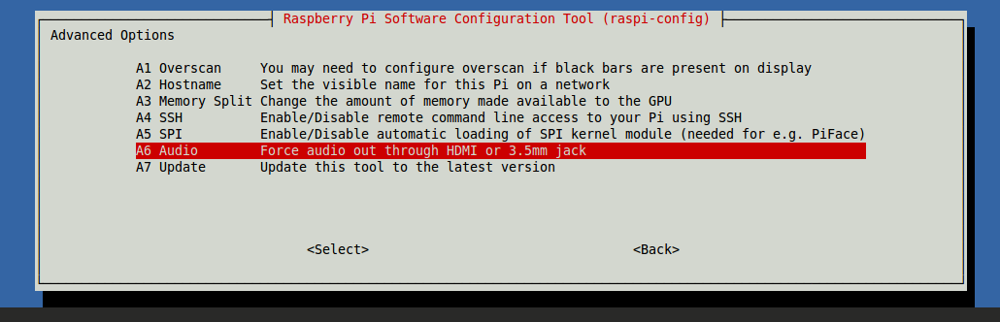 Raspberry Pi Software Configuration Tool (raspi-config)
Advanced Options
A1 Overscan You may need to configure overscan if black bars are present on display
A2 Hostname Set the visible name for this Pi on a network
A3 Memory Split Change the amount of memory made available to the GPU
A4 SSH Enable/Disable remote command line access to your Pi using SSH
A5 SPI Enable/Disable automatic loading of SPI kernel module (needed for e.g. PiFace)
A6 Audio Force audio out through HDMI or 3.5mm jack
A7 Update Update this tool to the latest version
<Select> <Back>